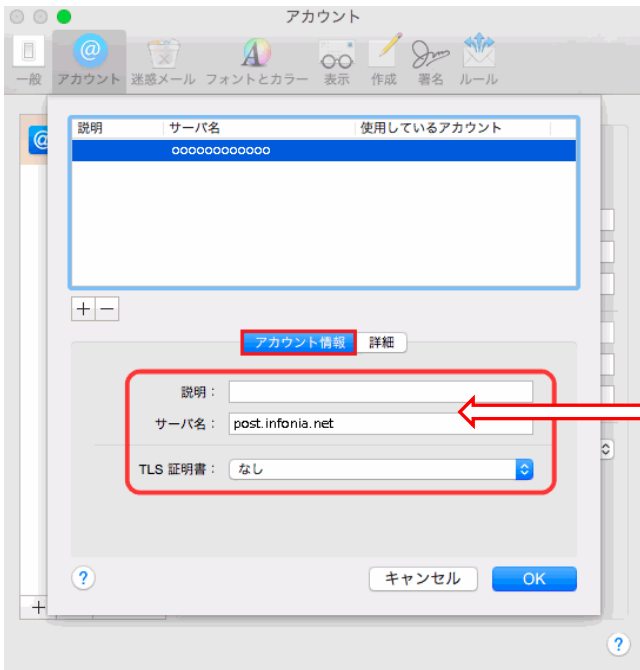 アカウント
一般 アカウント 迷惑メール フォントとカラー 表示 作成 署名 ルール
説明 サーバ名 使用しているアカウント
oooooooooooo
アカウント情報 詳細
説明：
サーバ名： post.infonia.net
TLS 証明書： なし
? キャンセル OK
?